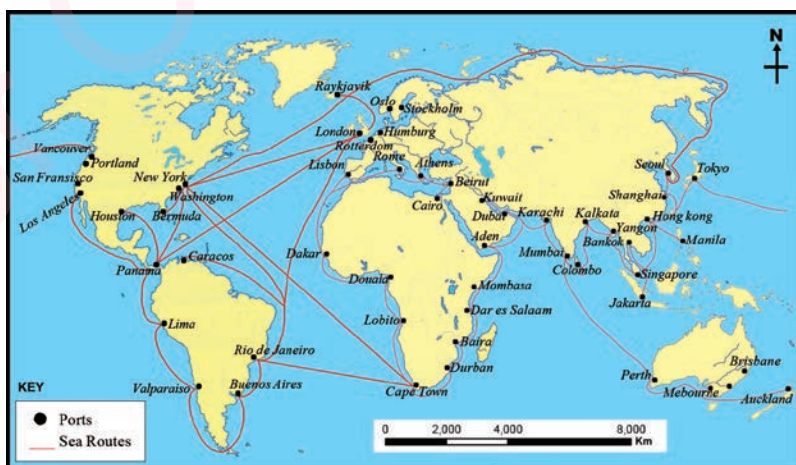 N
Raykjavik
Oslo
Stockholm
London
Humburg
Rotterdom
Vancouver
Portland
Rome
Seoul
Tokyo
San Fransisco
New York
Lisbon
Athens
Beirut
Washington
Shanghai
Los Angeles
Houston
Bermuda
Cairo
Kuwait
Dubai
Karachi
Kalkata
Hong kong
Yangon
Aden
Mumbai
Bankok
Manila
Panama
Caracos
Dakar
Colombo
Singapore
Douala
Mombasa
Jakarta
Lima
Lobito
Dar es Salaam
Rio de Janeiro
Baira
Brisbane
KEY
Valparaiso
Buenos Aires
Cape Town
Durban
Perth
Mebourne
Auckland
Ports
Sea Routes
0 2,000 4,000 8,000
Km